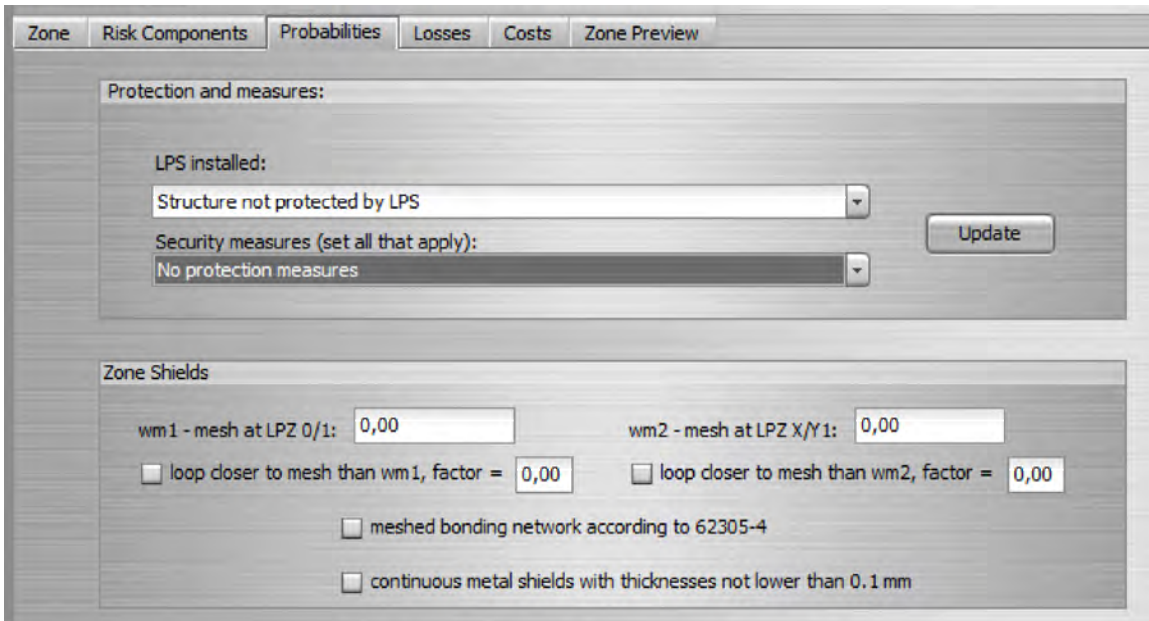 Zone Risk Components Probabilities Losses Costs Zone Preview
Protection and measures:
LPS installed:
Structure not protected by LPS
Update
Security measures (set all that apply):
No protection measures
Zone Shields
wm1 - mesh at LPZ 0/1: 0,00 wm2 - mesh at LPZ X/Y1: 0,00
loop closer to mesh than wm1, factor = 0,00 loop closer to mesh than wm2, factor = 0,00
meshed bonding network according to 62305-4
continuous metal shields with thicknesses not lower than 0.1 mm